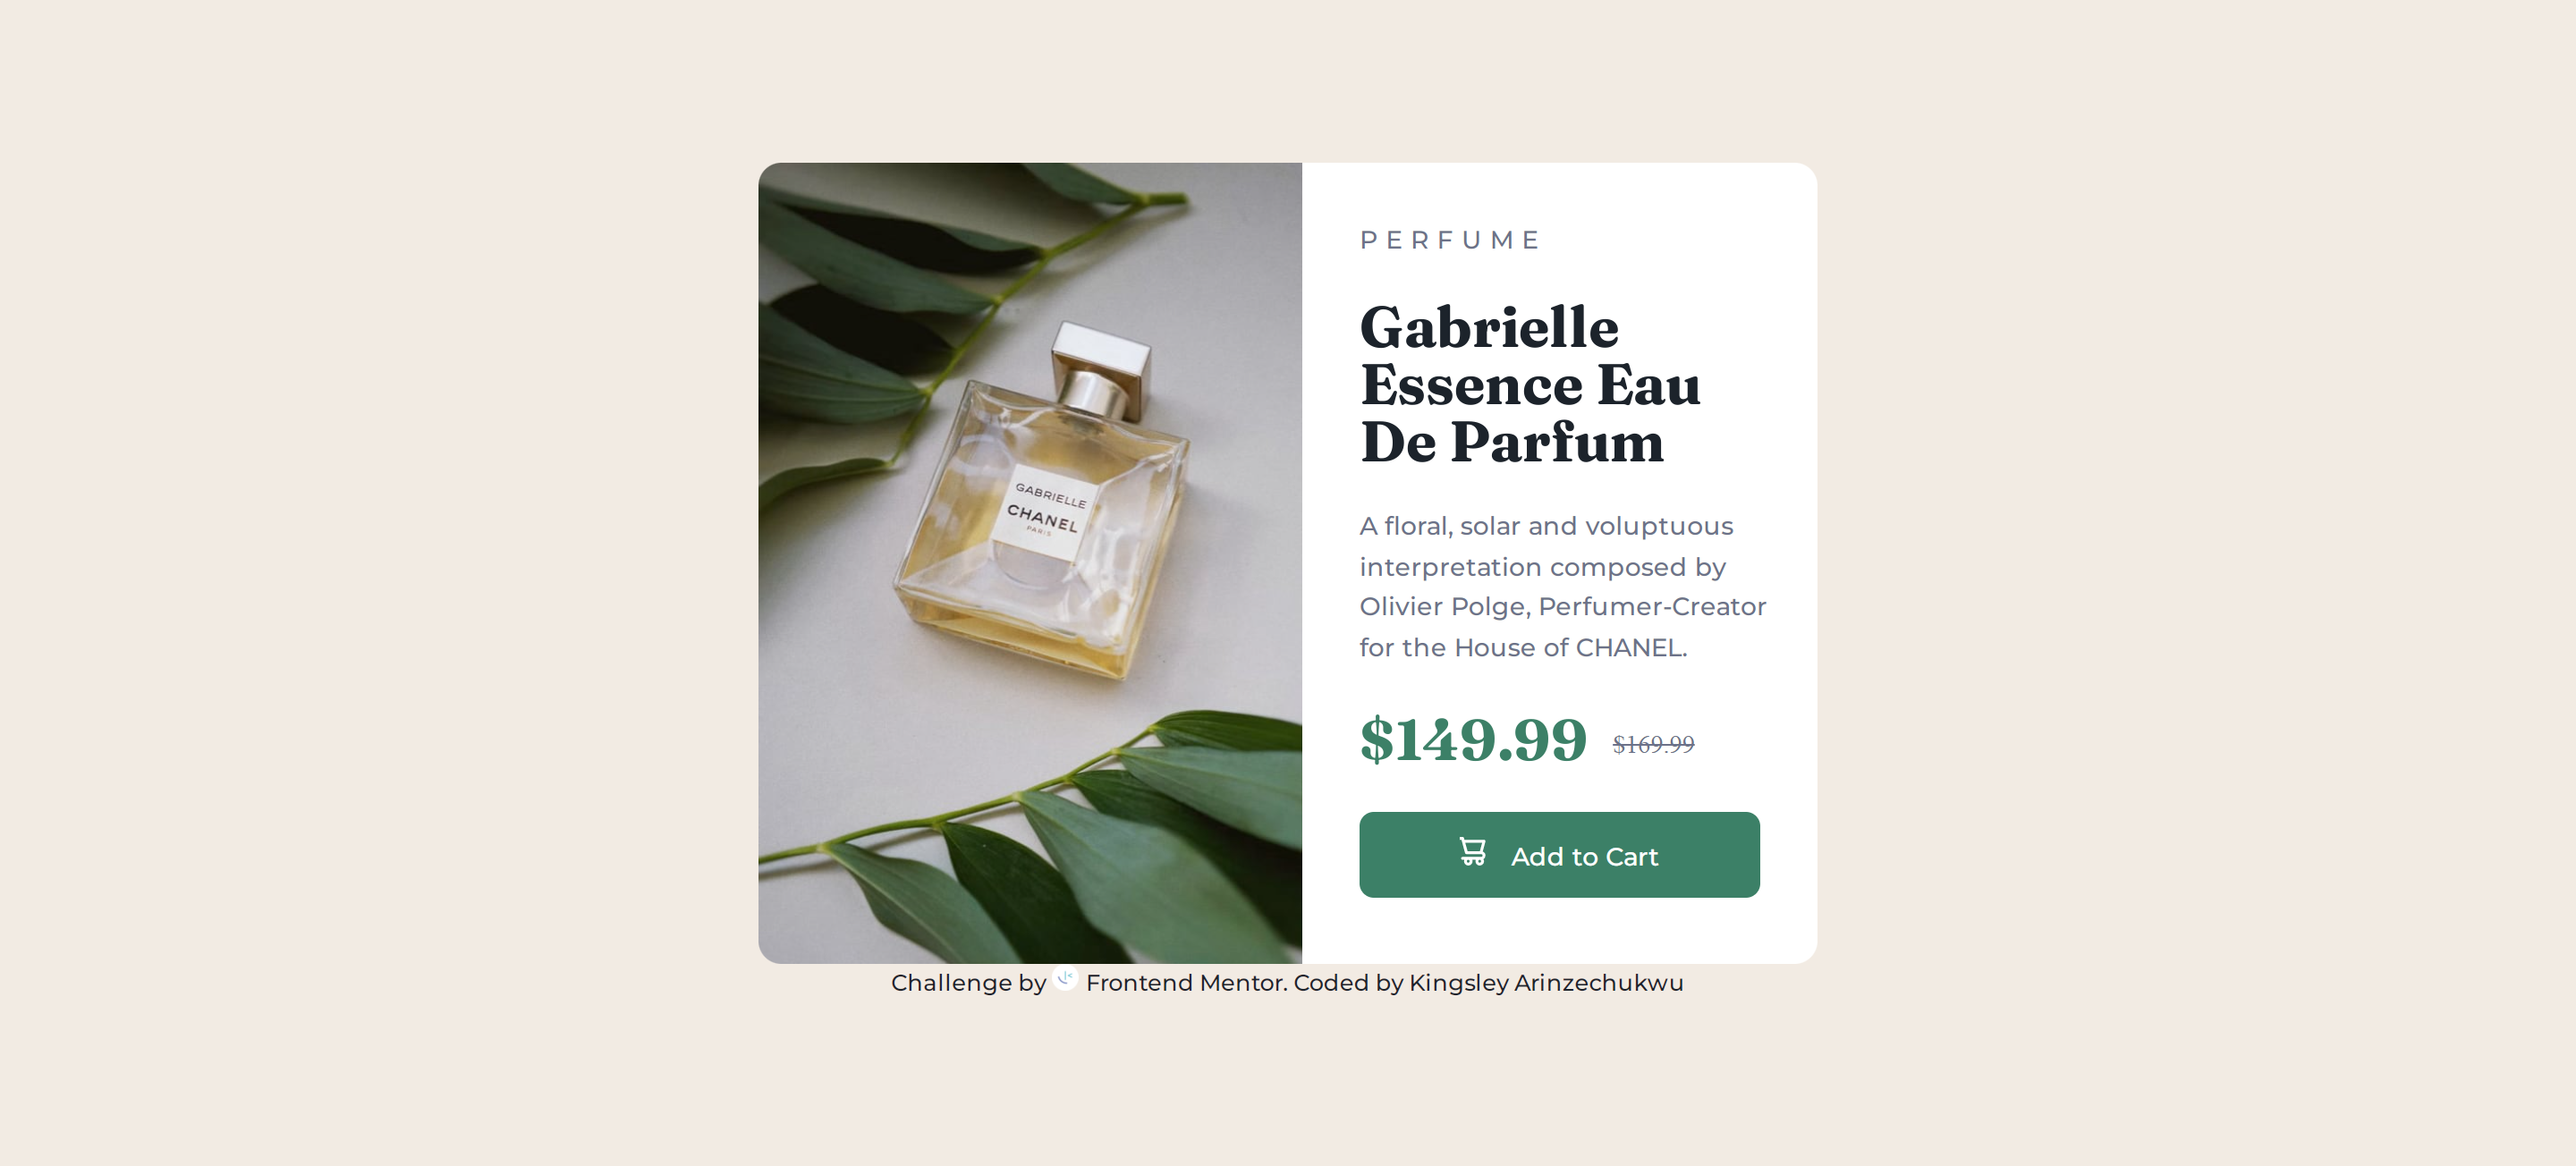 GABRIELLE
CHANEL
PARIS
PERFUME
Gabrielle
Essence Eau
De Parfum
A floral, solar and voluptuous
interpretation composed by
Olivier Polge, Perfumer-Creator
for the House of CHANEL.
$149.99 $169.99
Add to Cart
Challenge by Frontend Mentor. Coded by Kingsley Arinzechukwu